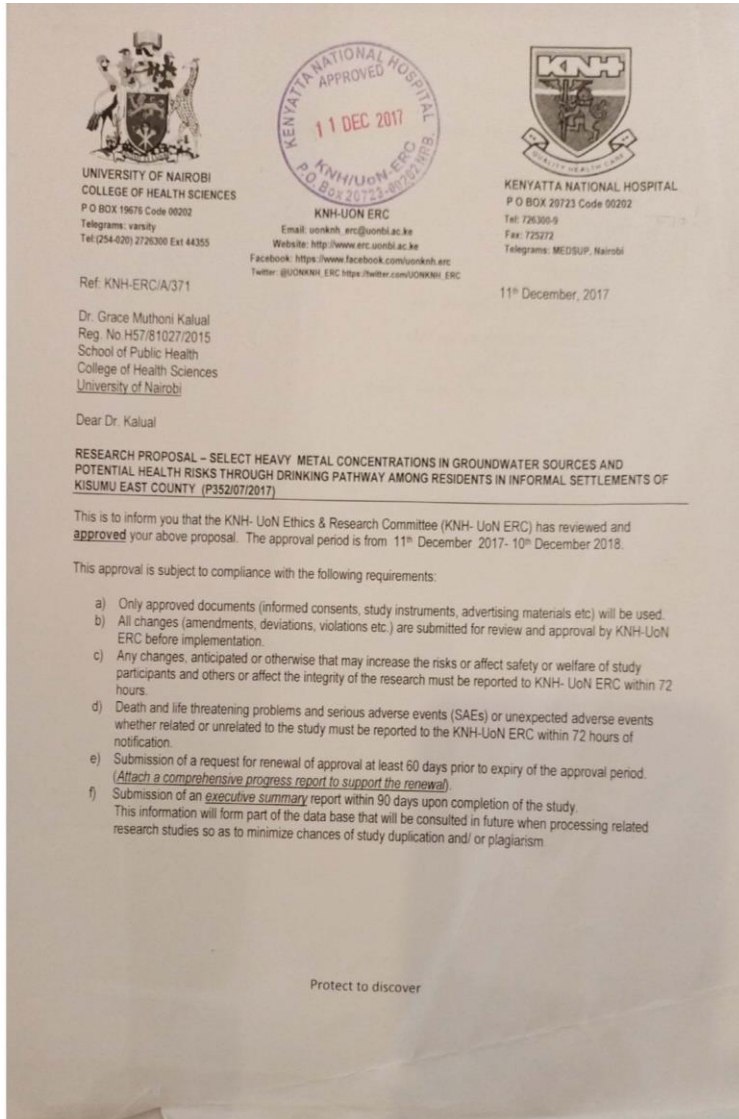 UNIVERSITY OF NAIROBI
COLLEGE OF HEALTH SCIENCES
P O BOX 19676 Code 00202
Telegrams: varsity
Tel:(254-020) 2726300 Ext 44355
KENYATTA NATIONAL HOSPITAL
APPROVED
11 DEC 2017
KNH/UoN-ERC
P.O. Box 20723-00202 NRB.
KNH-UON ERC
Email: uonknh_erc@uonbi.ac.ke
Website: http://www.erc.uonbi.ac.ke
Facebook: https://www.facebook.com/uonknh.erc
Twitter: @UONKNH_ERC https://twitter.com/UONKNH_ERC
KNH
QUALITY HEALTH CARE
KENYATTA NATIONAL HOSPITAL
P O BOX 20723 Code 00202
Tel: 726300-9
Fax: 725272
Telegrams: MEDSUP, Nairobi
Ref: KNH-ERC/A/371
11th December, 2017
Dr. Grace Muthoni Kalual
Reg. No.H57/81027/2015
School of Public Health
College of Health Sciences
University of Nairobi
Dear Dr. Kalual
RESEARCH PROPOSAL – SELECT HEAVY METAL CONCENTRATIONS IN GROUNDWATER SOURCES AND
POTENTIAL HEALTH RISKS THROUGH DRINKING PATHWAY AMONG RESIDENTS IN INFORMAL SETTLEMENTS OF
KISUMU EAST COUNTY (P352/07/2017)
This is to inform you that the KNH- UoN Ethics & Research Committee (KNH- UoN ERC) has reviewed and
approved your above proposal. The approval period is from 11th December 2017- 10th December 2018.
This approval is subject to compliance with the following requirements:
a) Only approved documents (informed consents, study instruments, advertising materials etc) will be used.
b) All changes (amendments, deviations, violations etc.) are submitted for review and approval by KNH-UoN
ERC before implementation.
c) Any changes, anticipated or otherwise that may increase the risks or affect safety or welfare of study
participants and others or affect the integrity of the research must be reported to KNH- UoN ERC within 72
hours.
d) Death and life threatening problems and serious adverse events (SAEs) or unexpected adverse events
whether related or unrelated to the study must be reported to the KNH-UoN ERC within 72 hours of
notification.
e) Submission of a request for renewal of approval at least 60 days prior to expiry of the approval period.
(Attach a comprehensive progress report to support the renewal).
f) Submission of an executive summary report within 90 days upon completion of the study.
This information will form part of the data base that will be consulted in future when processing related
research studies so as to minimize chances of study duplication and/ or plagiarism.
Protect to discover